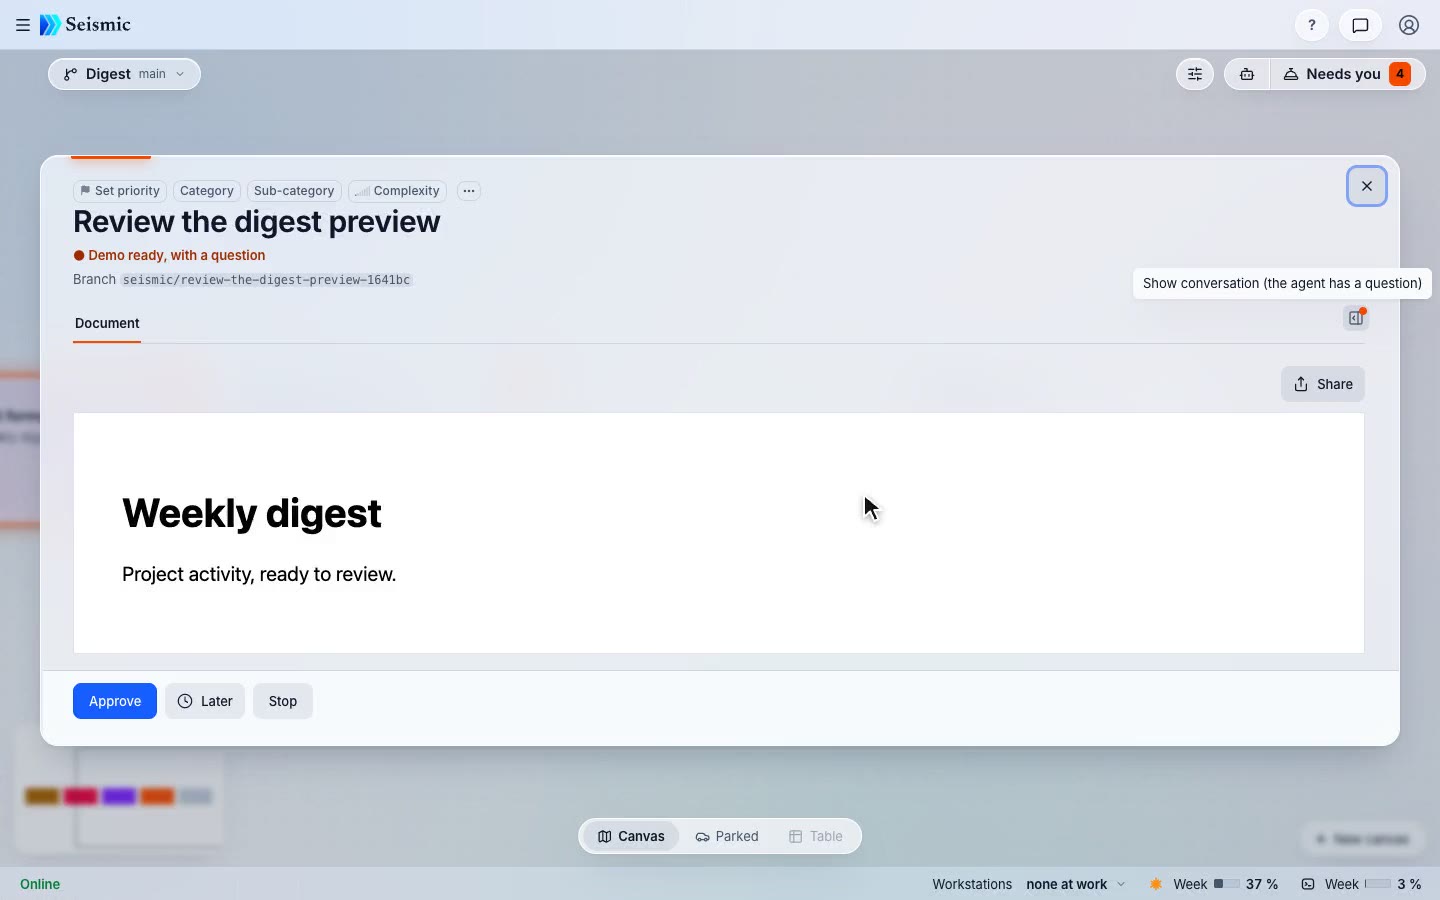 Seismic
?
Digest main
Needs you 4
Set priority
Category
Sub-category
Complexity
Review the digest preview
Demo ready, with a question
Branch seismic/review-the-digest-preview-1641bc
Show conversation (the agent has a question)
Document
Share
Weekly digest
Project activity, ready to review.
Approve
Later
Stop
Canvas
Parked
Table
+ New canvas
Online
Workstations none at work
Week 37 %
Week 3 %